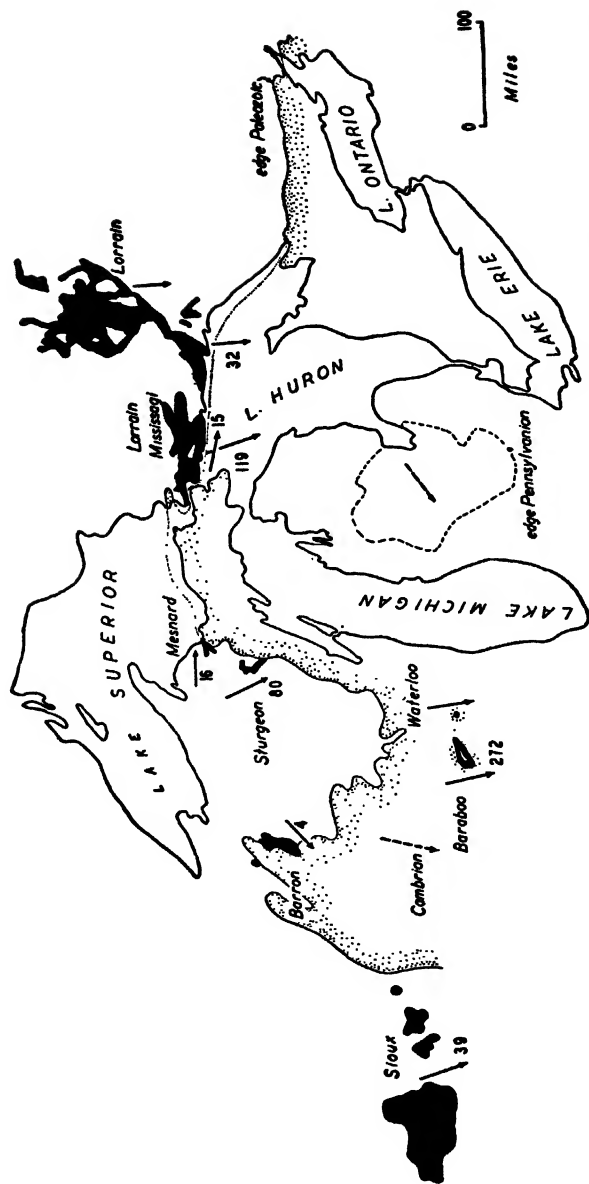 LAKE SUPERIOR
Mesnard
16
Sturgeon
80
Barron
4
Cambrian
Baraboo
272
Waterloo
Sioux
39
LAKE MICHIGAN
Lorrain
Mississagi
15
119
L. HURON
Lorrain
32
edge Paleozoic
L. ONTARIO
LAKE ERIE
edge Pennsylvanian
0 100
Miles